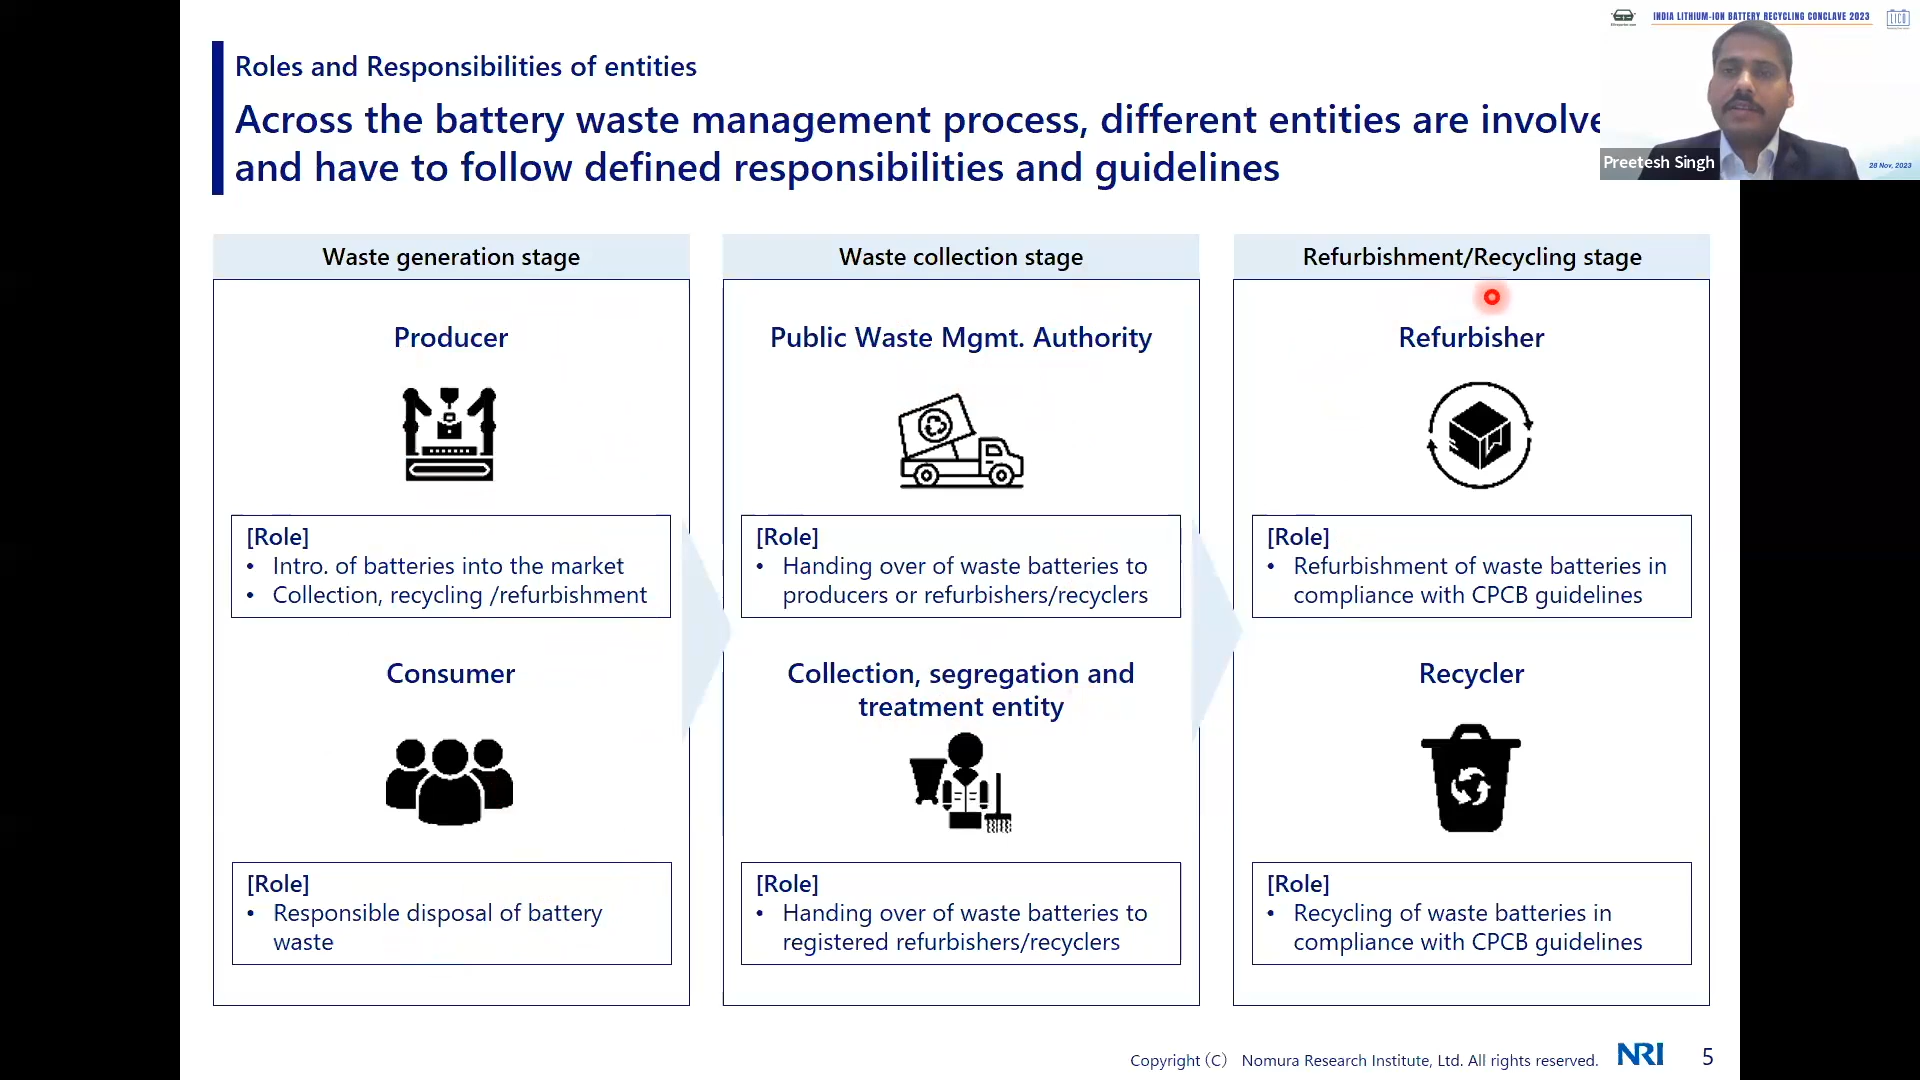 INDIA LITHIUM-ION BATTERY RECYCLING CONCLAVE 2023
LICO
Roles and Responsibilities of entities
Across the battery waste management process, different entities are involve
and have to follow defined responsibilities and guidelines
Preetesh Singh
28 Nov, 2023
Waste generation stage
Producer
[Role]
• Intro. of batteries into the market
• Collection, recycling /refurbishment
Consumer
[Role]
• Responsible disposal of battery
waste
Waste collection stage
Public Waste Mgmt. Authority
[Role]
• Handing over of waste batteries to
producers or refurbishers/recyclers
Collection, segregation and
treatment entity
[Role]
• Handing over of waste batteries to
registered refurbishers/recyclers
Refurbishment/Recycling stage
Refurbisher
[Role]
• Refurbishment of waste batteries in
compliance with CPCB guidelines
Recycler
[Role]
• Recycling of waste batteries in
compliance with CPCB guidelines
Copyright (C) Nomura Research Institute, Ltd. All rights reserved.
NRI
5